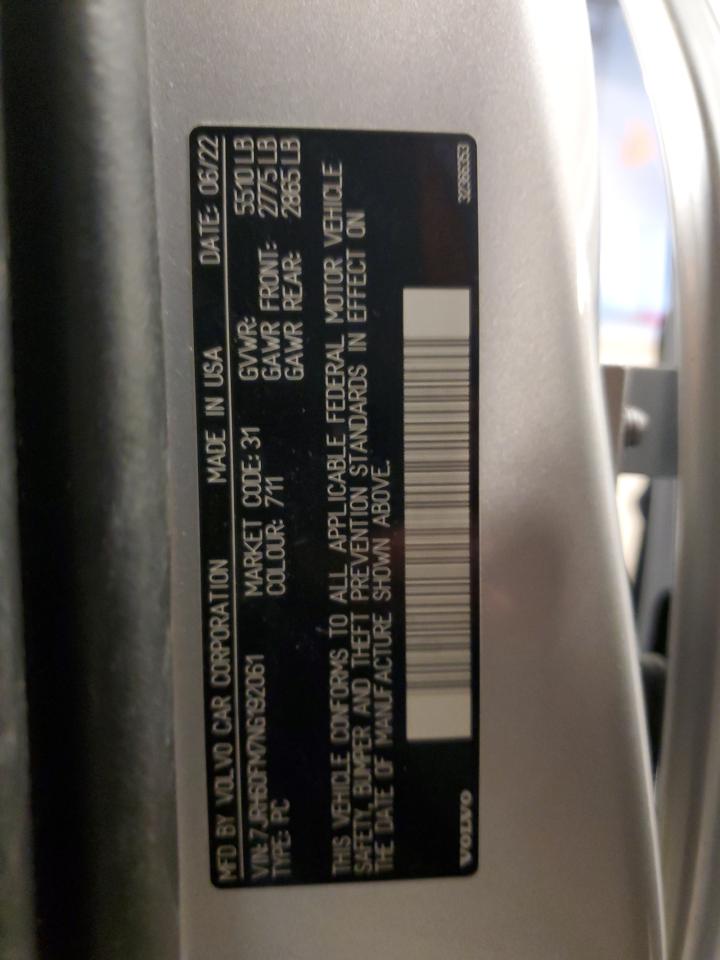 MFD BY VOLVO CAR CORPORATION MADE IN USA DATE: 06/22
VIN: 7JRH60FM7NG192061 MARKET CODE: 31 GVWR: 5510 LB
TYPE: PC COLOUR: 711 GAWR FRONT: 2775 LB
GAWR REAR: 2865 LB
THIS VEHICLE CONFORMS TO ALL APPLICABLE FEDERAL MOTOR VEHICLE
SAFETY, BUMPER AND THEFT PREVENTION STANDARDS IN EFFECT ON
THE DATE OF MANUFACTURE SHOWN ABOVE.
VOLVO